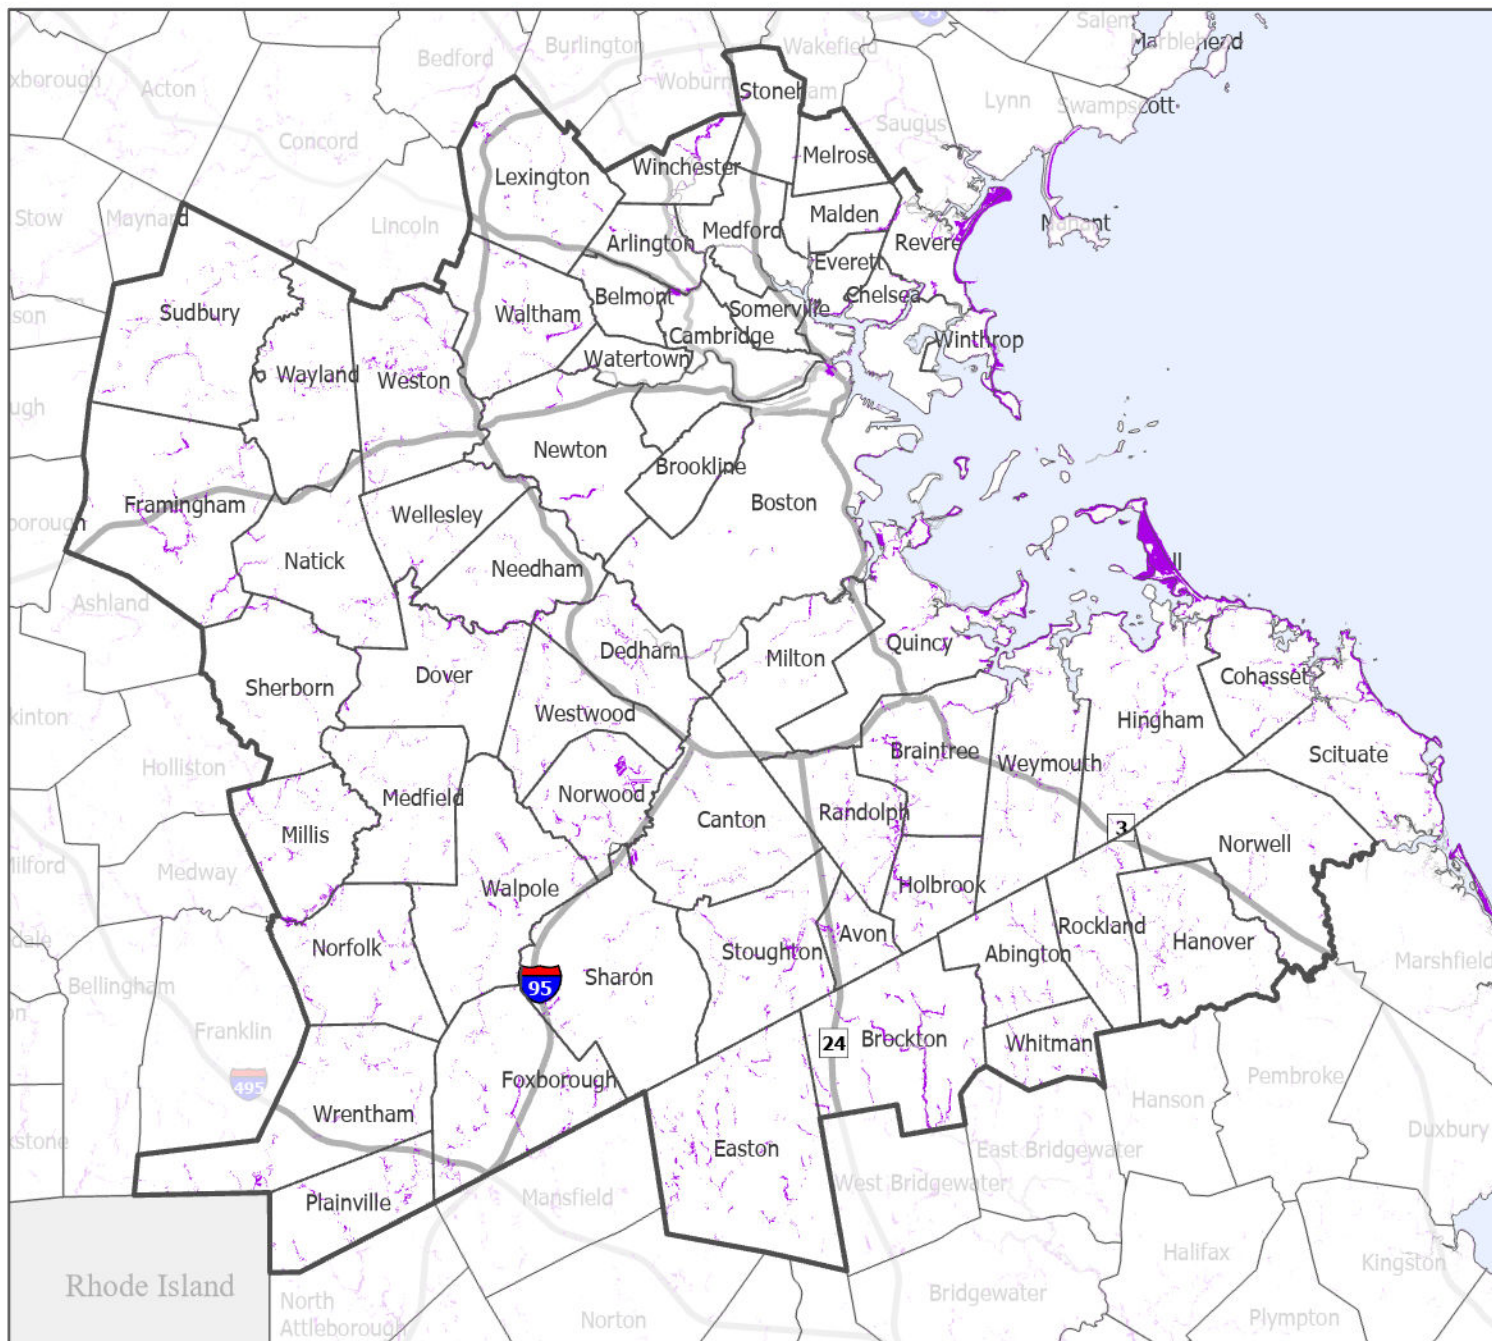 95
Salem
Marblehead
Burlington
Wakefield
Bedford
Woburn
Acton
Stoneham
Lynn
Swampscott
Saugus
Concord
Melrose
Winchester
Lexington
Stow
Maynard
Lincoln
Malden
Medford
Nahant
Arlington
Revere
Everett
Belmont
Chelsea
Sudbury
Waltham
Somerville
Cambridge
Winthrop
Watertown
Wayland
Weston
Newton
Brookline
Boston
Framingham
Wellesley
Natick
Needham
Ashland
Quincy
Dedham
Milton
Dover
Sherborn
Cohasset
Westwood
Hingham
Braintree
Scituate
Weymouth
Holliston
Medfield
Norwood
Canton
Randolph
3
Millis
Norwell
Medway
Walpole
Holbrook
Rockland
Avon
Norfolk
Stoughton
Abington
Hanover
Marshfield
Sharon
Bellingham
95
Franklin
24
Brockton
Whitman
495
Foxborough
Pembroke
Hanson
Wrentham
Duxbury
Easton
East Bridgewater
West Bridgewater
Plainville
Mansfield
Halifax
Kingston
Rhode Island
Bridgewater
North
Attleborough
Norton
Plympton